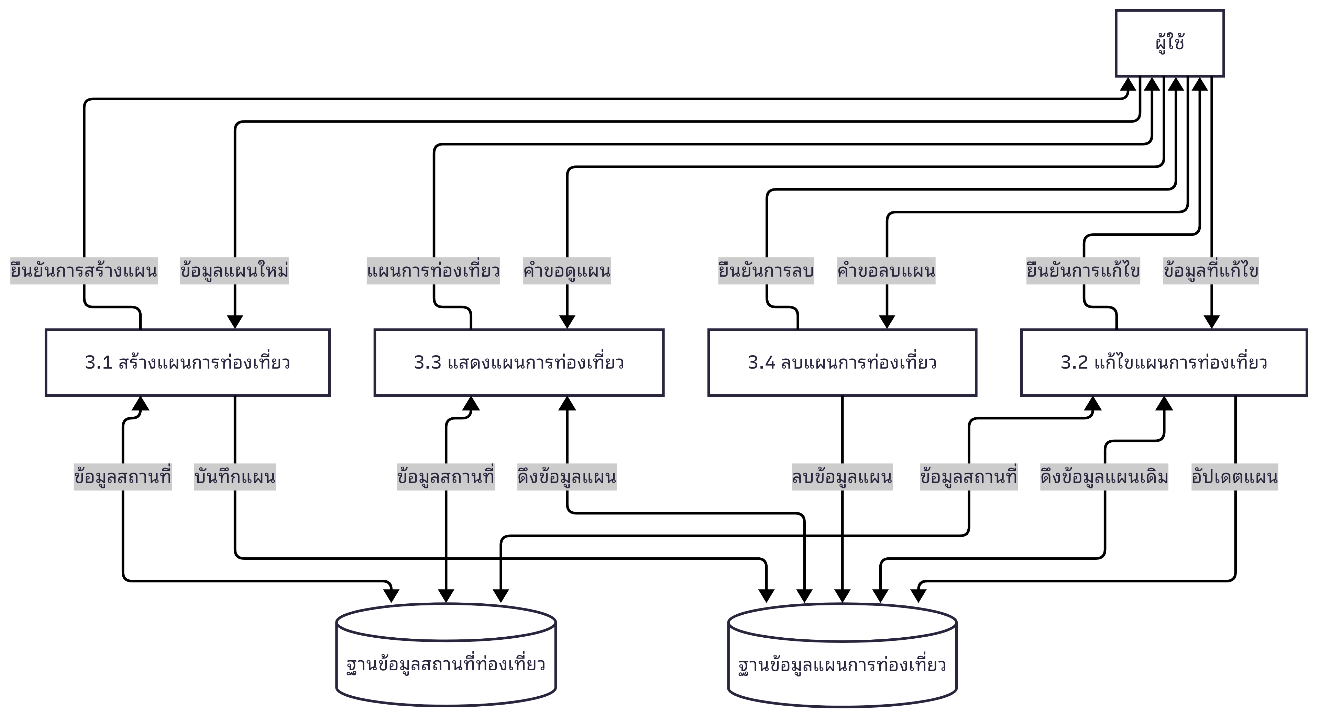 ผู้ใช้
ยืนยันการสร้างแผน
ข้อมูลแผนใหม่
แผนการท่องเที่ยว
คำขอดูแผน
ยืนยันการลบ
คำขอลบแผน
ยืนยันการแก้ไข
ข้อมูลที่แก้ไข
3.1 สร้างแผนการท่องเที่ยว
3.3 แสดงแผนการท่องเที่ยว
3.4 ลบแผนการท่องเที่ยว
3.2 แก้ไขแผนการท่องเที่ยว
ข้อมูลสถานที่
บันทึกแผน
ข้อมูลสถานที่
ดึงข้อมูลแผน
ลบข้อมูลแผน
ข้อมูลสถานที่
ดึงข้อมูลแผนเดิม
อัปเดตแผน
ฐานข้อมูลสถานที่ท่องเที่ยว
ฐานข้อมูลแผนการท่องเที่ยว